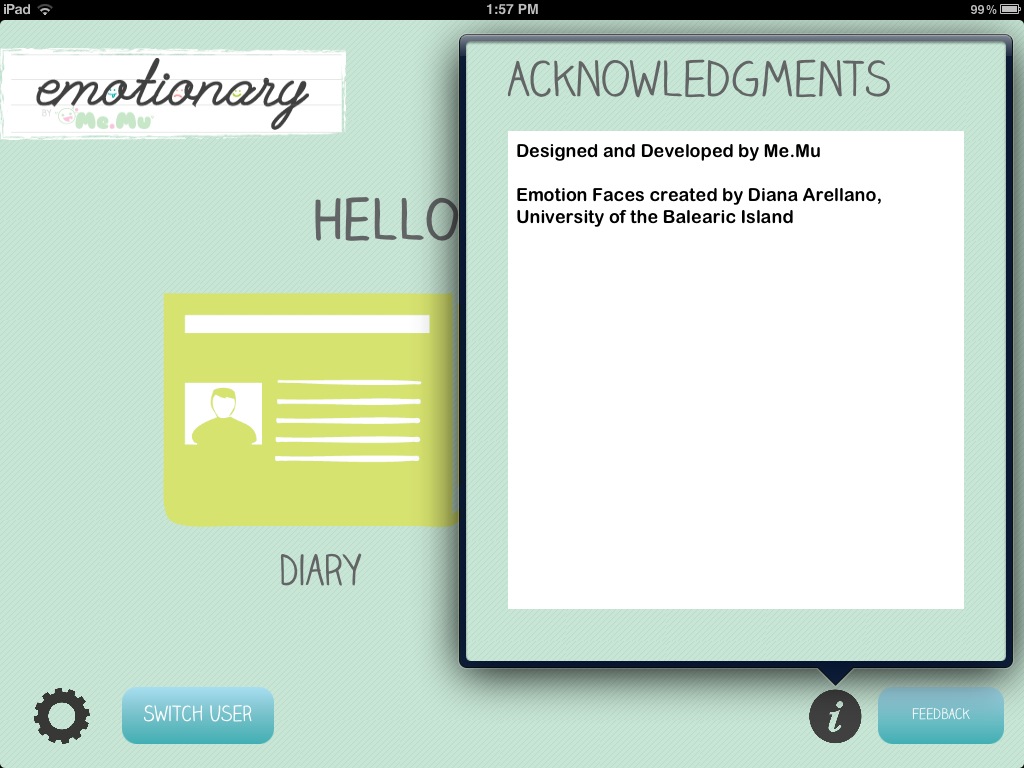 iPad
1:57 PM
99%
emotionary
BY Me.Mu
HELLO
DIARY
SWITCH USER
ACKNOWLEDGMENTS
Designed and Developed by Me.Mu
Emotion Faces created by Diana Arellano,
University of the Balearic Island
i
FEEDBACK